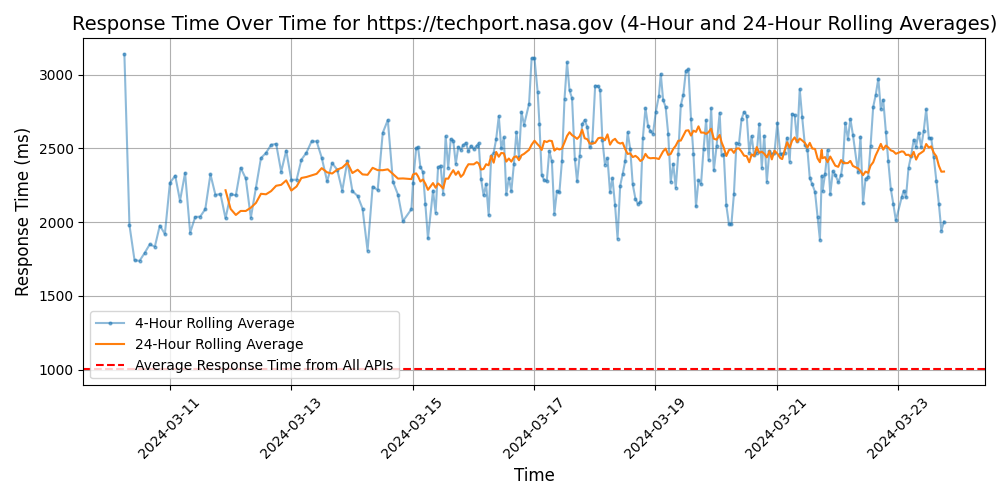 Response Time Over Time for https://techport.nasa.gov (4-Hour and 24-Hour Rolling Averages)
Response Time (ms)
3000
2500
2000
1500
1000
4-Hour Rolling Average
24-Hour Rolling Average
Average Response Time from All APIs
2024-03-11
2024-03-13
2024-03-15
2024-03-17
2024-03-19
2024-03-21
2024-03-23
Time